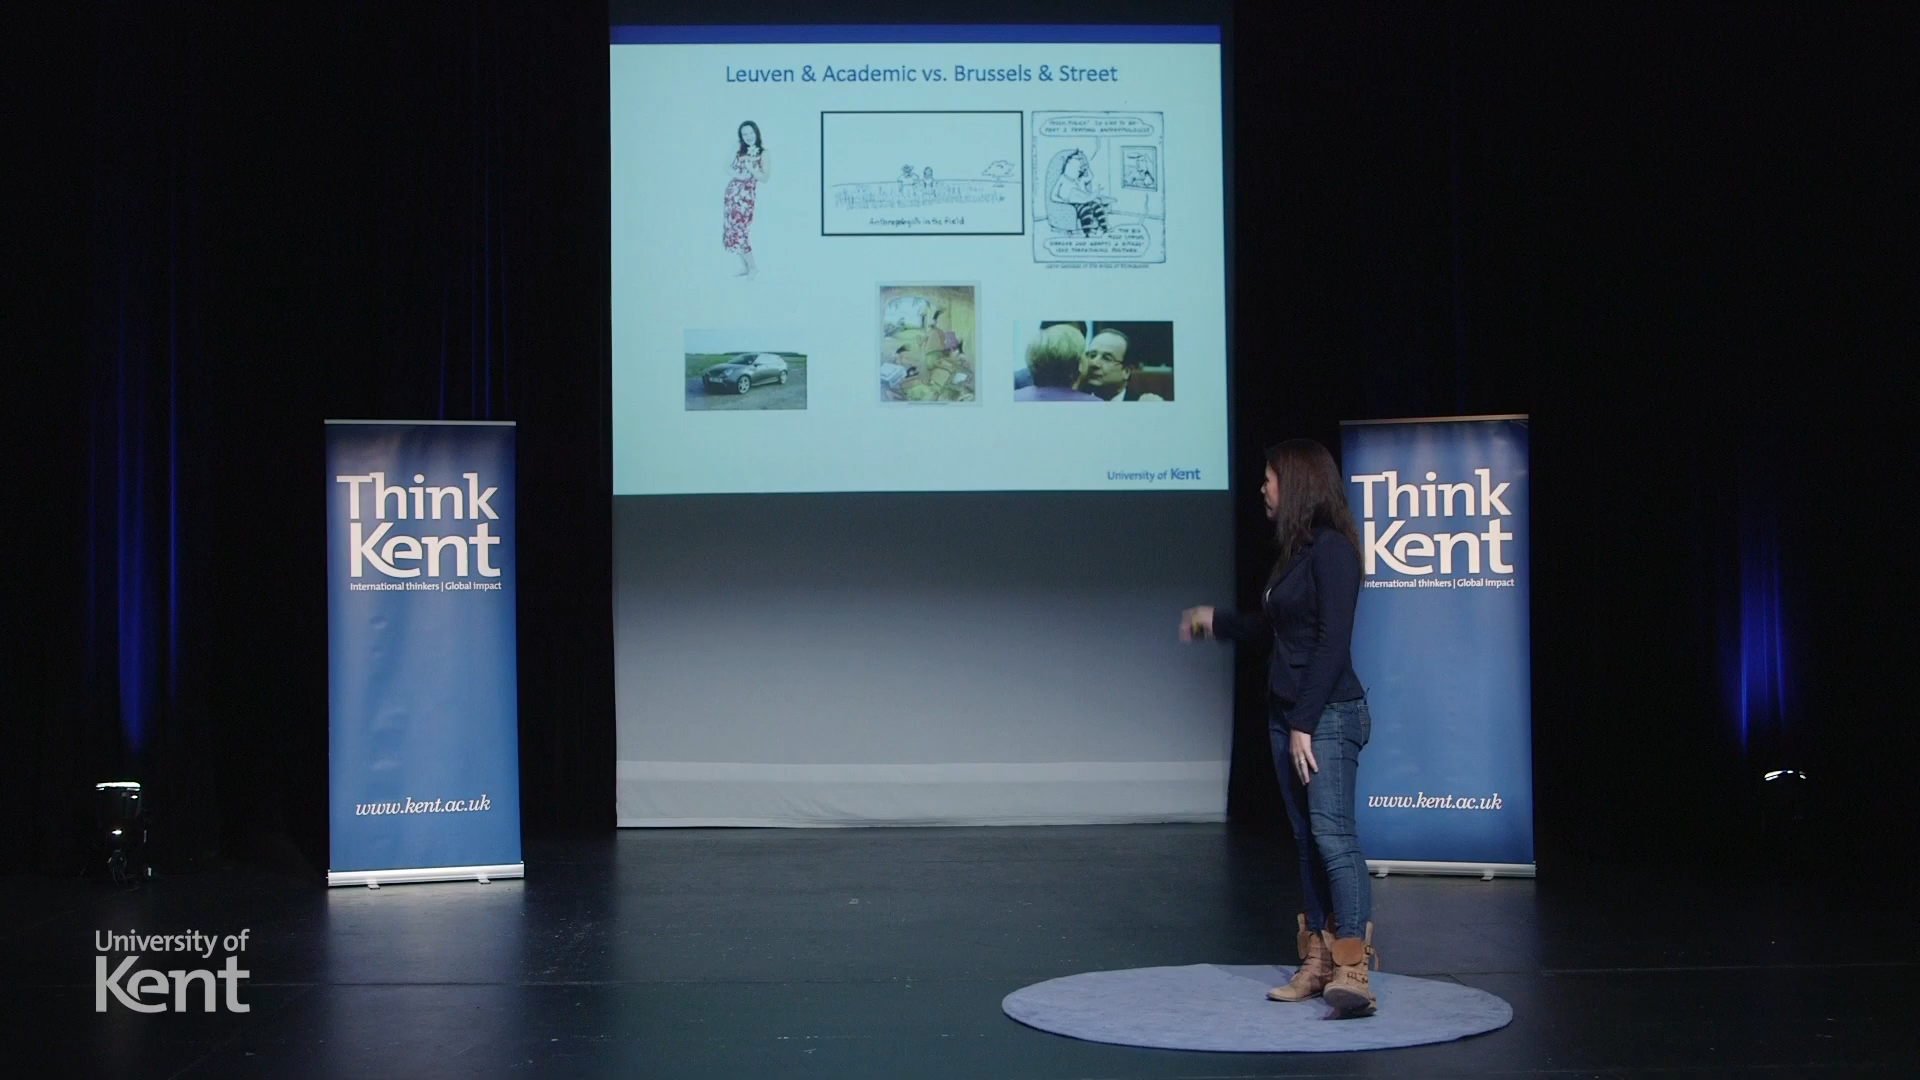 Leuven & Academic vs. Brussels & Street
Anthropologists in the field
University of Kent
Think
Kent
International thinkers | Global impact
www.kent.ac.uk
Think
Kent
International thinkers | Global impact
www.kent.ac.uk
University of
Kent